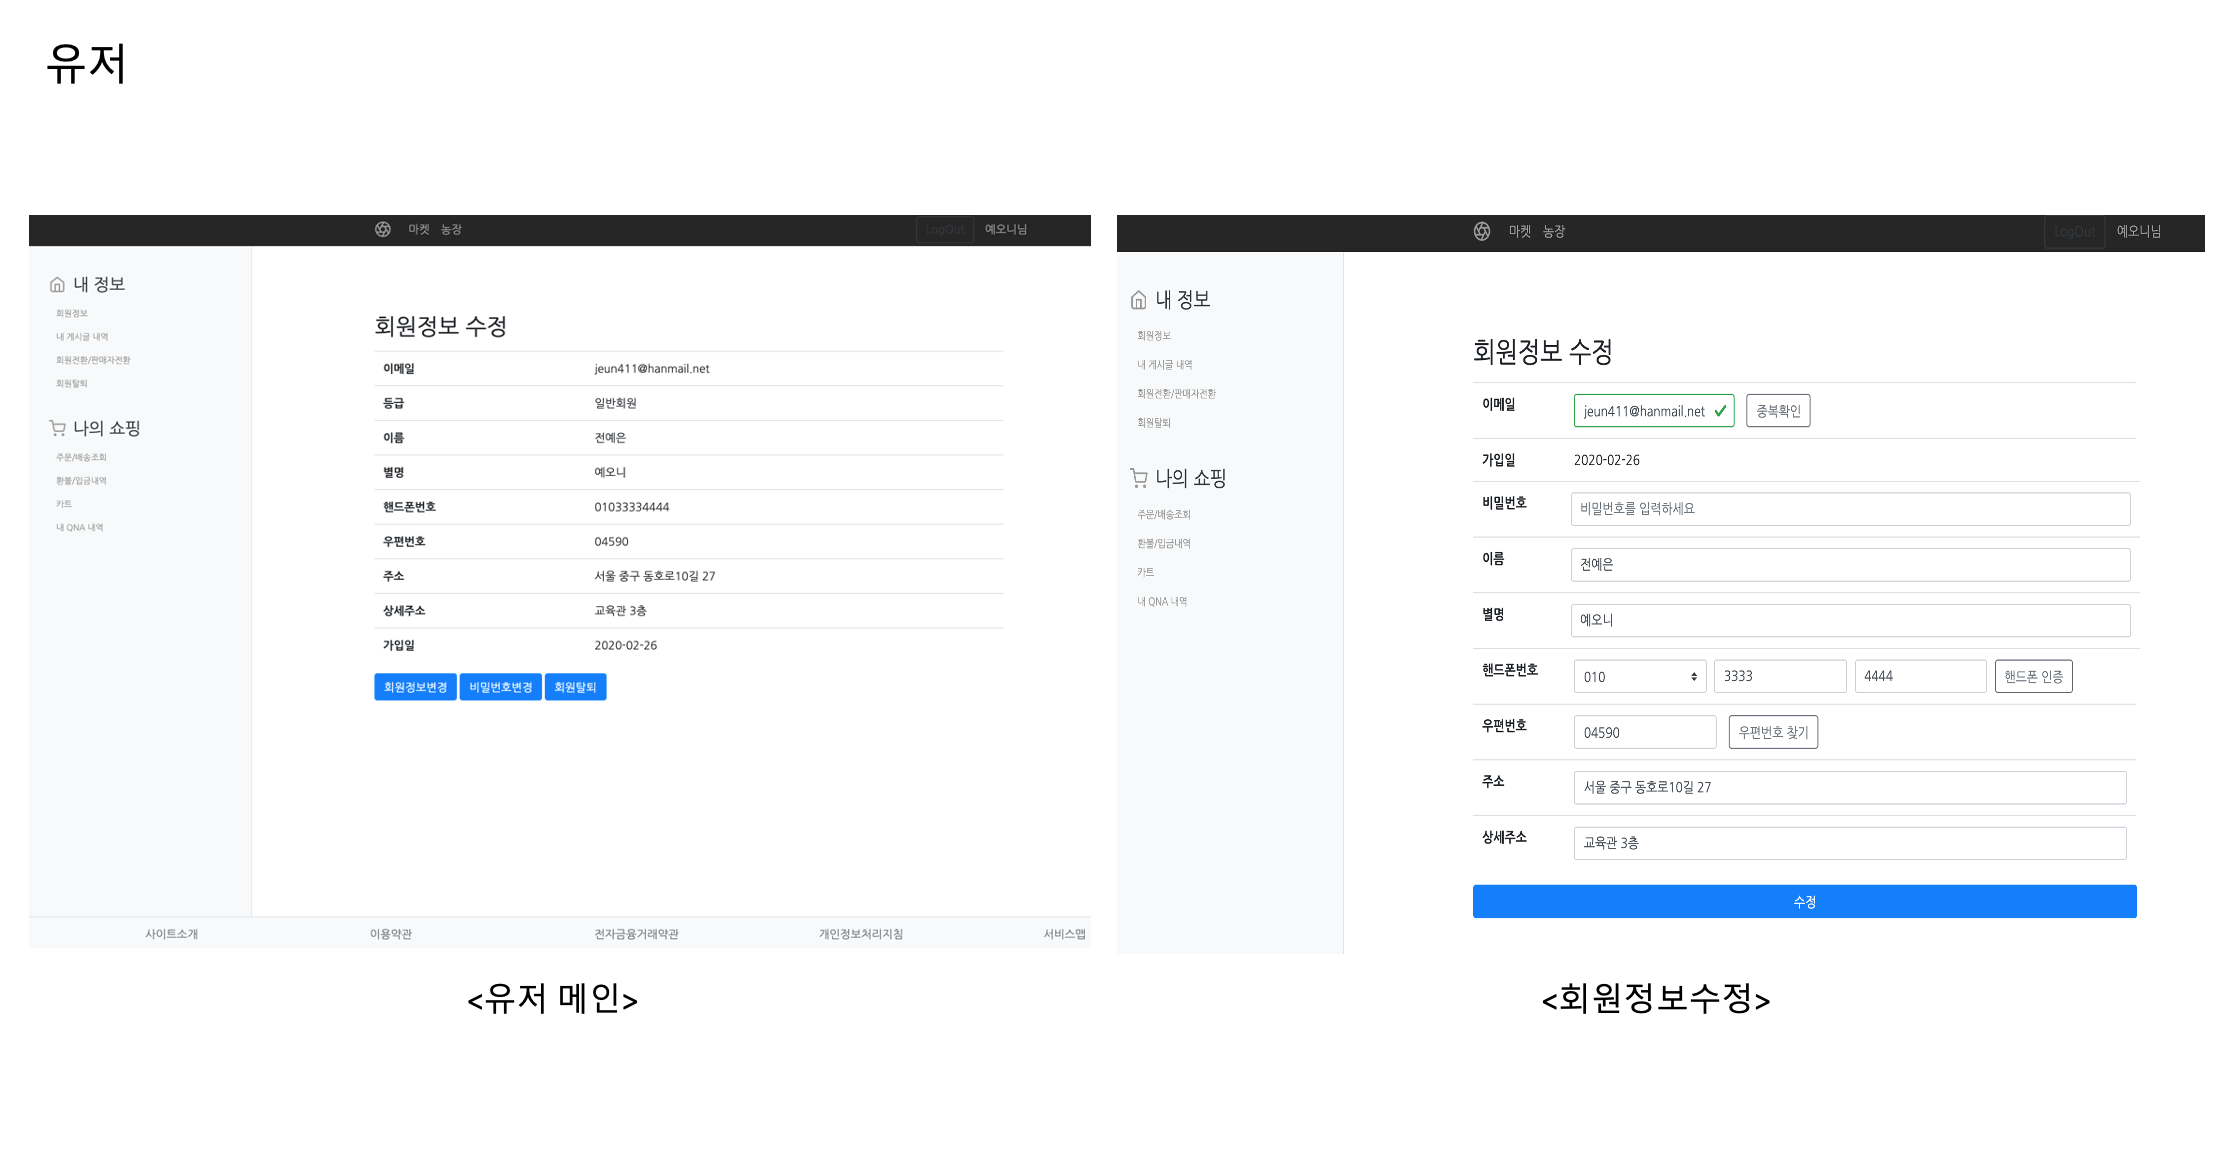 유저
마켓 농장 LogOut 예오니님
내 정보
회원정보
내 게시글 내역
회원전환/판매자전환
회원탈퇴
나의 쇼핑
주문/배송조회
환불/입금내역
카트
내 QNA 내역
회원정보 수정
이메일 jeun411@hanmail.net
등급 일반회원
이름 전예은
별명 예오니
핸드폰번호 01033334444
우편번호 04590
주소 서울 중구 동호로10길 27
상세주소 교육관 3층
가입일 2020-02-26
회원정보변경 비밀번호변경 회원탈퇴
사이트소개 이용약관 전자금융거래약관 개인정보처리지침 서비스맵
<유저 메인>
마켓 농장 LogOut 예오니님
내 정보
회원정보
내 게시글 내역
회원전환/판매자전환
회원탈퇴
나의 쇼핑
주문/배송조회
환불/입금내역
카트
내 QNA 내역
회원정보 수정
이메일 jeun411@hanmail.net 중복확인
가입일 2020-02-26
비밀번호 비밀번호를 입력하세요
이름 전예은
별명 예오니
핸드폰번호 010 3333 4444 핸드폰 인증
우편번호 04590 우편번호 찾기
주소 서울 중구 동호로10길 27
상세주소 교육관 3층
수정
<회원정보수정>